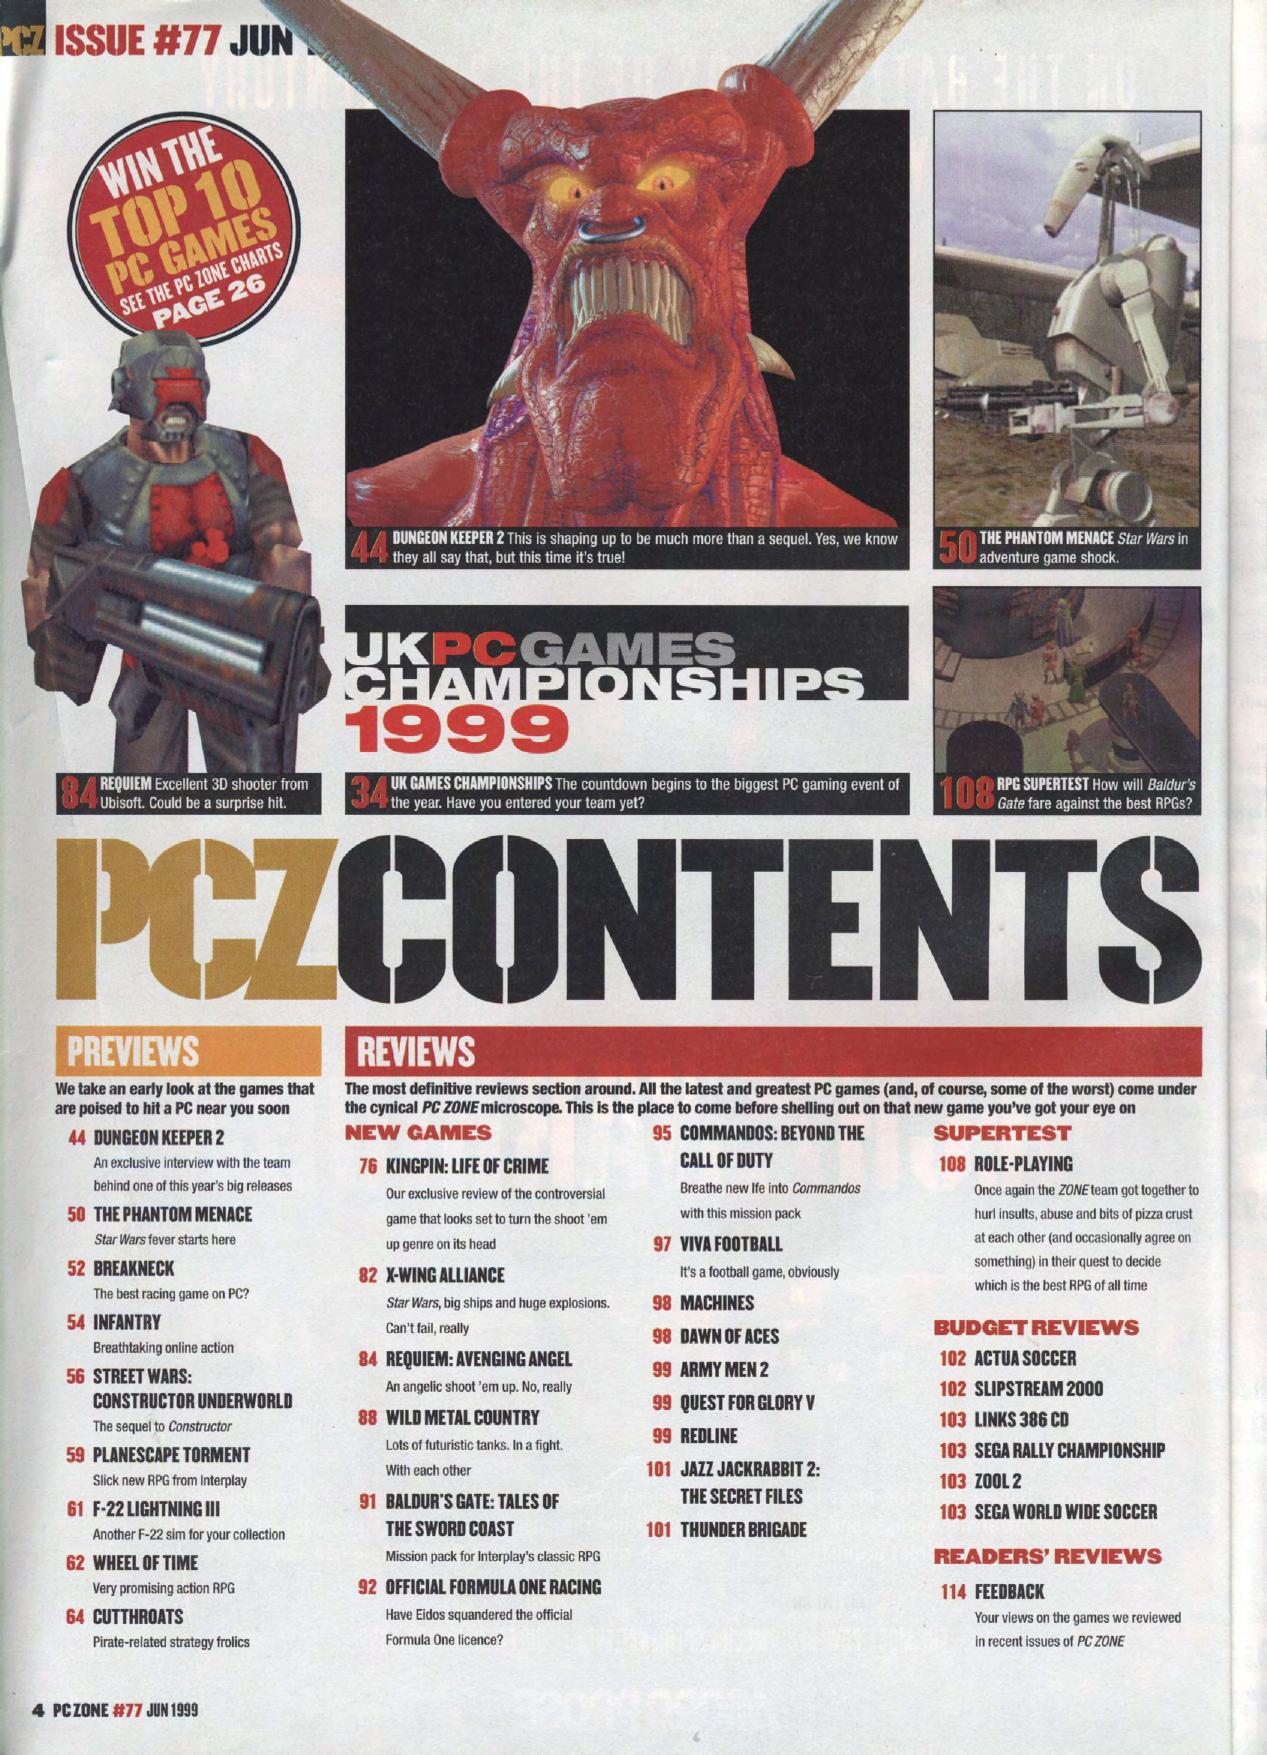 PCZ ISSUE #77 JUN
WIN THE
TOP 10
PC GAMES
SEE THE PC ZONE CHARTS
PAGE 26
44 DUNGEON KEEPER 2 This is shaping up to be much more than a sequel. Yes, we know
they all say that, but this time it's true!
50 THE PHANTOM MENACE Star Wars in
adventure game shock.
UKPCGAMES
CHAMPIONSHIPS
1999
84 REQUIEM Excellent 3D shooter from
Ubisoft. Could be a surprise hit.
34 UK GAMES CHAMPIONSHIPS The countdown begins to the biggest PC gaming event of
the year. Have you entered your team yet?
108 RPG SUPERTEST How will Baldur's
Gate fare against the best RPGs?
PCZCONTENTS
PREVIEWS
We take an early look at the games that
are poised to hit a PC near you soon
44 DUNGEON KEEPER 2
An exclusive interview with the team
behind one of this year's big releases
50 THE PHANTOM MENACE
Star Wars fever starts here
52 BREAKNECK
The best racing game on PC?
54 INFANTRY
Breathtaking online action
56 STREET WARS:
CONSTRUCTOR UNDERWORLD
The sequel to Constructor
59 PLANESCAPE TORMENT
Slick new RPG from Interplay
61 F-22 LIGHTNING III
Another F-22 sim for your collection
62 WHEEL OF TIME
Very promising action RPG
64 CUTTHROATS
Pirate-related strategy frolics
REVIEWS
The most definitive reviews section around. All the latest and greatest PC games (and, of course, some of the worst) come under
the cynical PC ZONE microscope. This is the place to come before shelling out on that new game you've got your eye on
NEW GAMES
76 KINGPIN: LIFE OF CRIME
Our exclusive review of the controversial
game that looks set to turn the shoot 'em
up genre on its head
82 X-WING ALLIANCE
Star Wars, big ships and huge explosions.
Can't fail, really
84 REQUIEM: AVENGING ANGEL
An angelic shoot 'em up. No, really
88 WILD METAL COUNTRY
Lots of futuristic tanks. In a fight.
With each other
91 BALDUR'S GATE: TALES OF
THE SWORD COAST
Mission pack for Interplay's classic RPG
92 OFFICIAL FORMULA ONE RACING
Have Eidos squandered the official
Formula One licence?
95 COMMANDOS: BEYOND THE
CALL OF DUTY
Breathe new lfe into Commandos
with this mission pack
97 VIVA FOOTBALL
It's a football game, obviously
98 MACHINES
98 DAWN OF ACES
99 ARMY MEN 2
99 QUEST FOR GLORY V
99 REDLINE
101 JAZZ JACKRABBIT 2:
THE SECRET FILES
101 THUNDER BRIGADE
SUPERTEST
108 ROLE-PLAYING
Once again the ZONE team got together to
hurl insults, abuse and bits of pizza crust
at each other (and occasionally agree on
something) in their quest to decide
which is the best RPG of all time
BUDGET REVIEWS
102 ACTUA SOCCER
102 SLIPSTREAM 2000
103 LINKS 386 CD
103 SEGA RALLY CHAMPIONSHIP
103 ZOOL 2
103 SEGA WORLD WIDE SOCCER
READERS' REVIEWS
114 FEEDBACK
Your views on the games we reviewed
in recent issues of PC ZONE
4 PC ZONE #77 JUN 1999